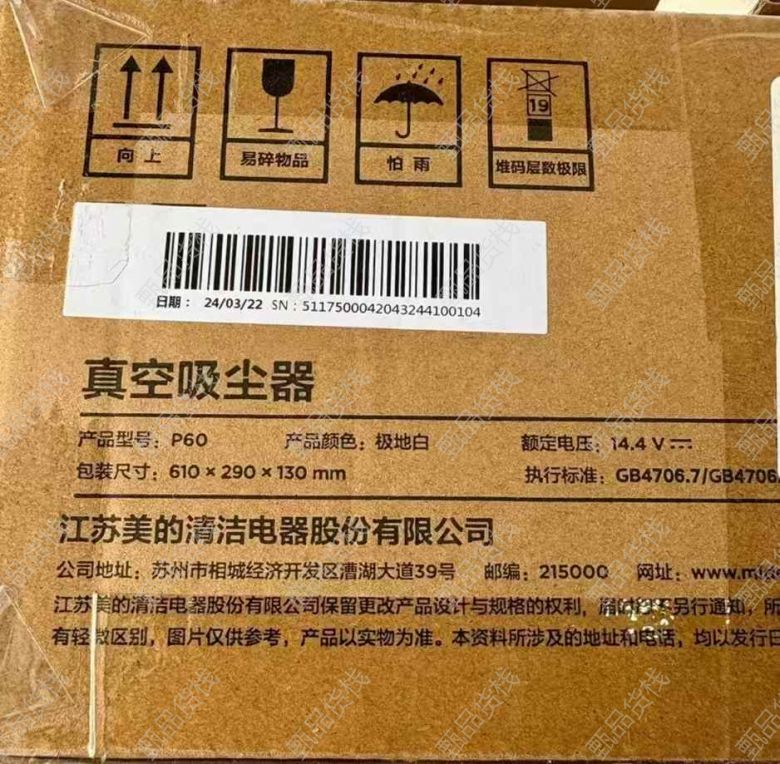 向上
易碎物品
怕雨
19
堆码层数极限
日期： 24/03/22 SN：5117500042043244100104
真空吸尘器
产品型号：P60 产品颜色：极地白 额定电压：14.4 V
包装尺寸：610×290×130 mm 执行标准：GB4706.7/GB4706
江苏美的清洁电器股份有限公司
公司地址：苏州市相城经济开发区漕湖大道39号 邮编：215000 网址：www.
江苏美的清洁电器股份有限公司保留更改产品设计与规格的权利，届时恕不另行通知，所
有轻微区别，图片仅供参考，产品以实物为准。本资料所涉及的地址和电话，均以发行日
甄品货栈